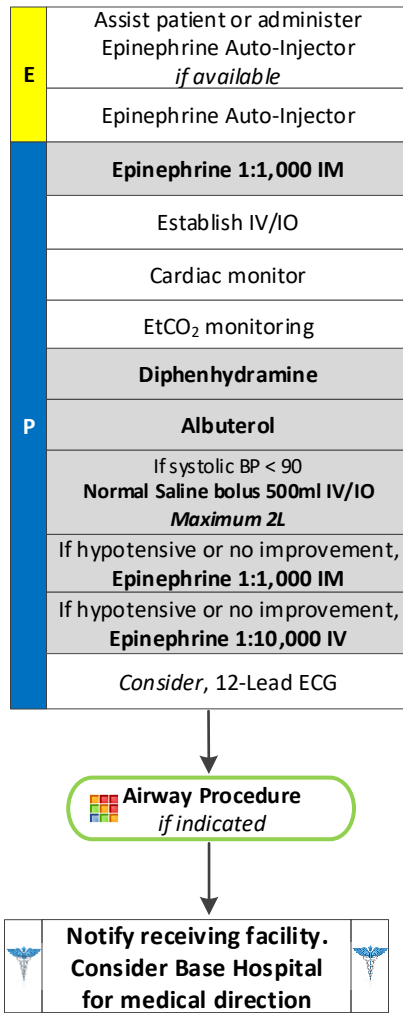 E
Assist patient or administer
Epinephrine Auto-Injector
if available
Epinephrine Auto-Injector
P
Epinephrine 1:1,000 IM
Establish IV/IO
Cardiac monitor
EtCO₂ monitoring
Diphenhydramine
Albuterol
If systolic BP < 90
Normal Saline bolus 500ml IV/IO
Maximum 2L
If hypotensive or no improvement,
Epinephrine 1:1,000 IM
If hypotensive or no improvement,
Epinephrine 1:10,000 IV
Consider, 12-Lead ECG
Airway Procedure
if indicated
Notify receiving facility.
Consider Base Hospital
for medical direction